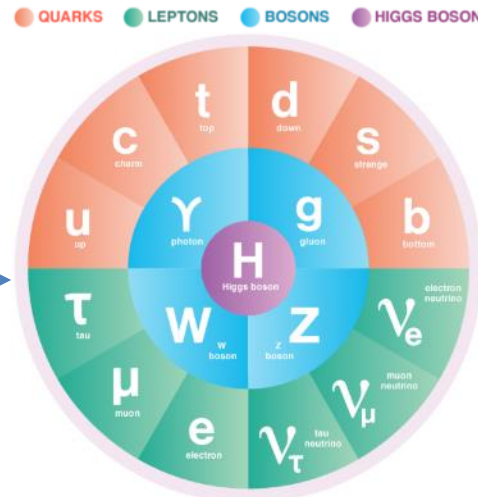 QUARKS LEPTONS BOSONS HIGGS BOSON
t
top
d
down
c
charm
s
strange
u
up
b
bottom
γ
photon
g
gluon
H
Higgs boson
W
W
boson
Z
Z
boson
τ
tau
μ
muon
e
electron
ντ
tau
neutrino
νμ
muon
neutrino
νe
electron
neutrino